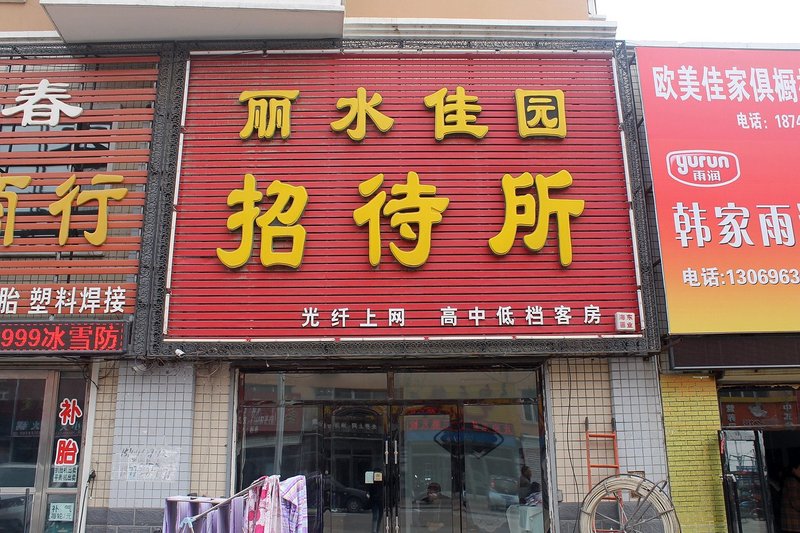 春
行
胎 塑料焊接
999冰雪防
补
胎
丽水佳园
招待所
光纤上网 高中低档客房
欧美佳家俱橱
电话:1874
yurun
雨润
韩家雨
电话:1306963